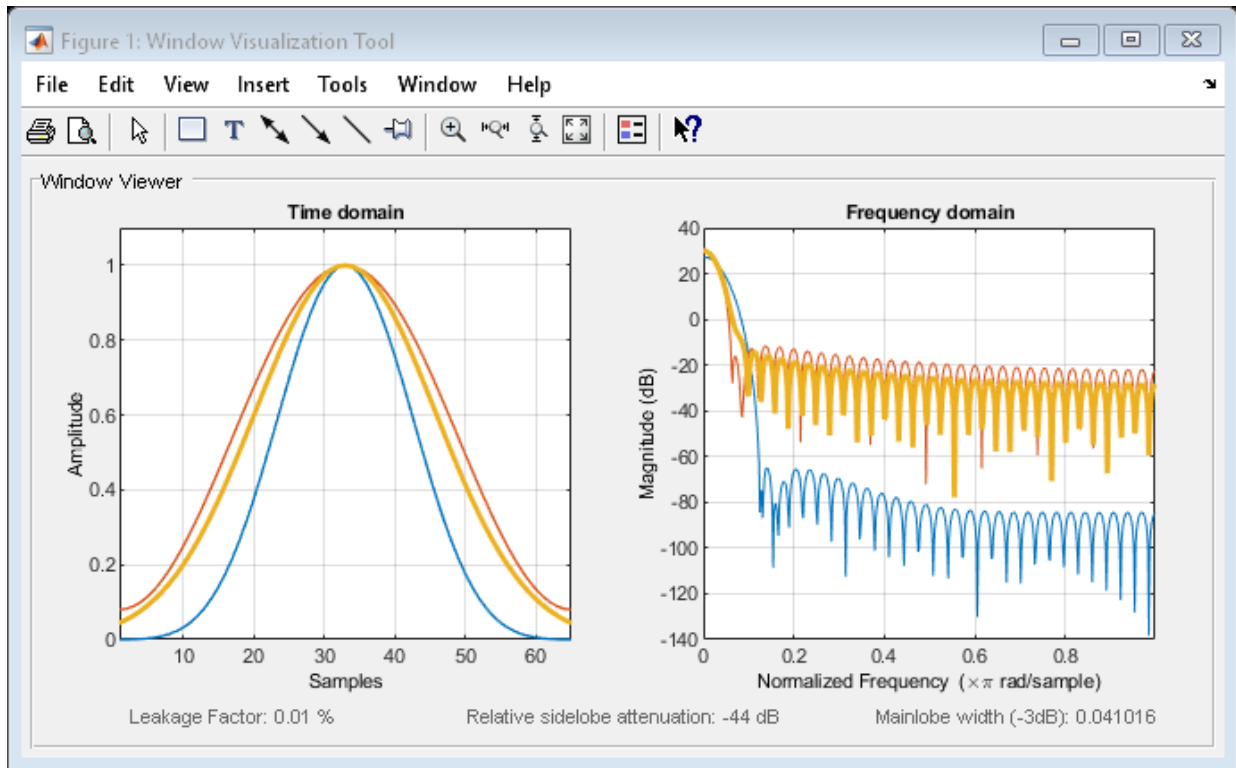 Figure 1: Window Visualization Tool
File Edit View Insert Tools Window Help
T
?
Window Viewer
Time domain
Amplitude
1
0.8
0.6
0.4
0.2
0
10 20 30 40 50 60
Samples
Frequency domain
Magnitude (dB)
40
20
0
-20
-40
-60
-80
-100
-120
-140
0 0.2 0.4 0.6 0.8
Normalized Frequency (×π rad/sample)
Leakage Factor: 0.01 % Relative sidelobe attenuation: -44 dB Mainlobe width (-3dB): 0.041016